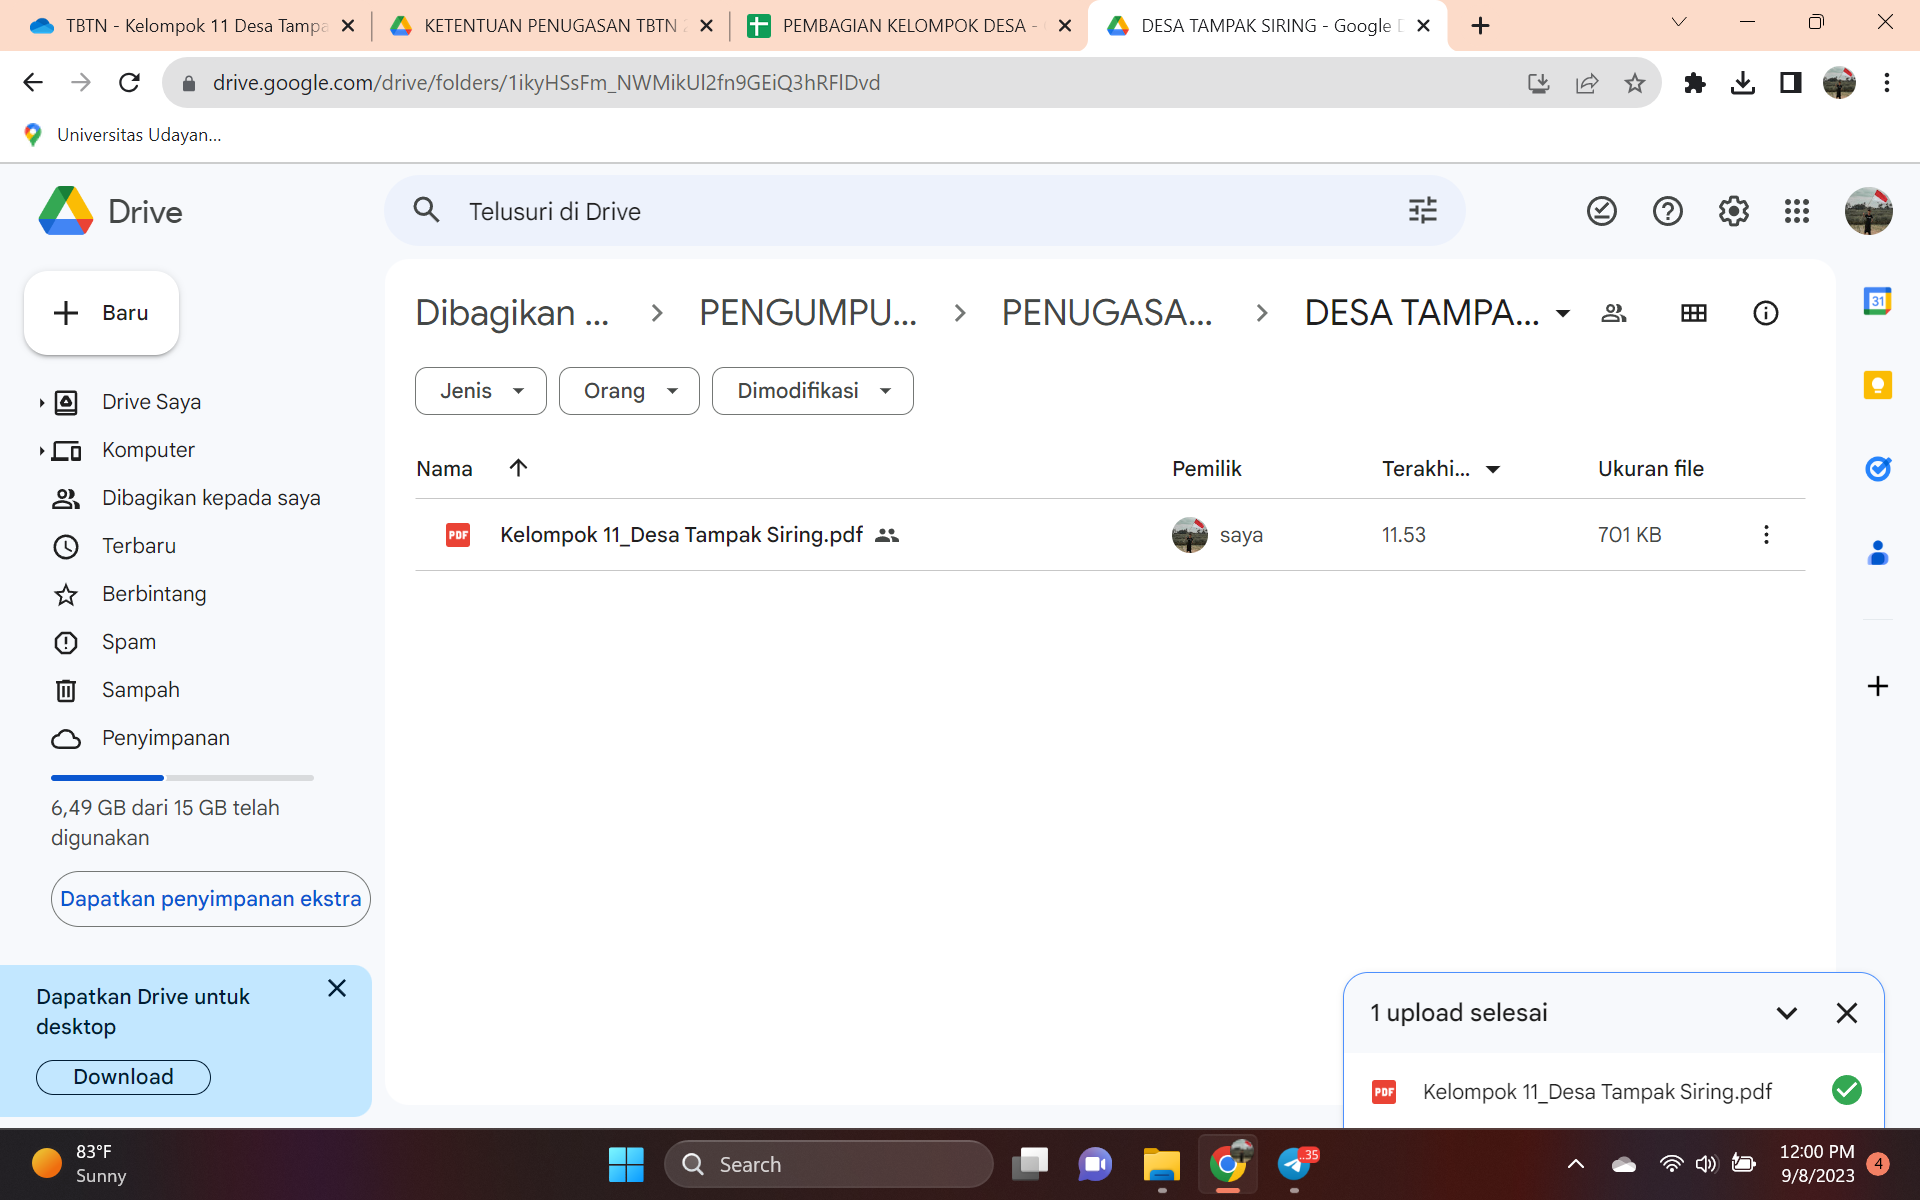 TBTN - Kelompok 11 Desa Tampa
KETENTUAN PENUGASAN TBTN 2
PEMBAGIAN KELOMPOK DESA -
DESA TAMPAK SIRING - Google D
drive.google.com/drive/folders/1ikyHSsFm_NWMikUl2fn9GEiQ3hRFlDvd
Universitas Udayan...
Drive
Telusuri di Drive
Baru
Dibagikan ...
PENGUMPU...
PENUGASA...
DESA TAMPA...
31
Jenis
Orang
Dimodifikasi
Drive Saya
Komputer
Dibagikan kepada saya
Terbaru
Berbintang
Spam
Sampah
Penyimpanan
6,49 GB dari 15 GB telah
digunakan
Dapatkan penyimpanan ekstra
Nama
Pemilik
Terakhi...
Ukuran file
PDF
Kelompok 11_Desa Tampak Siring.pdf
saya
11.53
701 KB
Dapatkan Drive untuk
desktop
Download
1 upload selesai
PDF
Kelompok 11_Desa Tampak Siring.pdf
83°F
Sunny
Search
..35
12:00 PM
9/8/2023
4